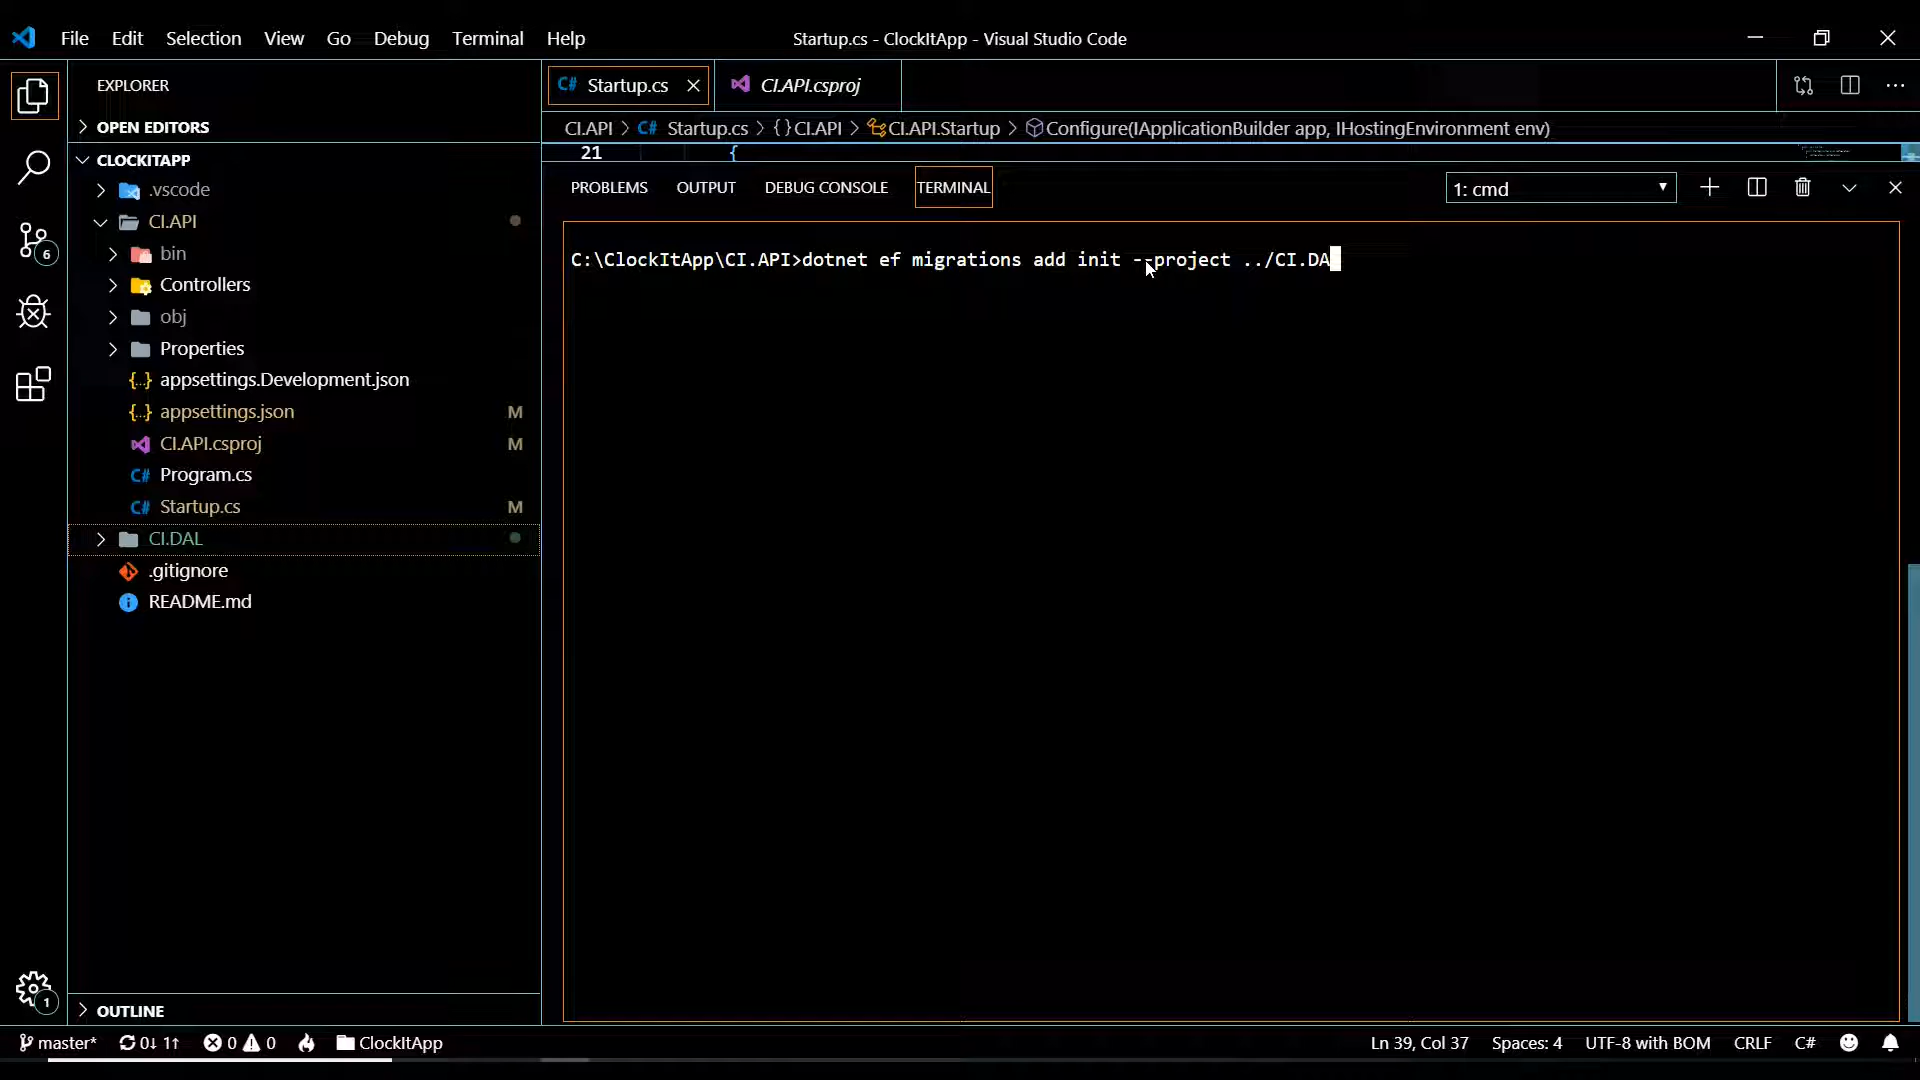 File Edit Selection View Go Debug Terminal Help
Startup.cs - ClockItApp - Visual Studio Code
EXPLORER
OPEN EDITORS
CLOCKITAPP
.vscode
CI.API
bin
Controllers
obj
Properties
{..} appsettings.Development.json
{..} appsettings.json M
CI.API.csproj M
C# Program.cs
C# Startup.cs M
CI.DAL
.gitignore
README.md
OUTLINE
6
1
C# Startup.cs
CI.API.csproj
CI.API > C# Startup.cs > {} CI.API > CI.API.Startup > Configure(IApplicationBuilder app, IHostingEnvironment env)
21 {
PROBLEMS OUTPUT DEBUG CONSOLE TERMINAL
1: cmd
C:\ClockItApp\CI.API>dotnet ef migrations add init --project ../CI.DA
master* 0↓ 1↑ 0 0 ClockItApp
Ln 39, Col 37 Spaces: 4 UTF-8 with BOM CRLF C#